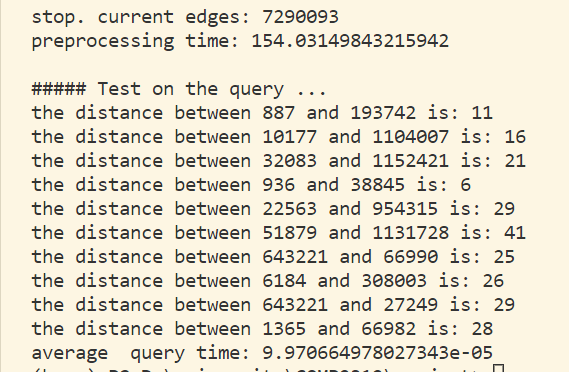 stop. current edges: 7290093
preprocessing time: 154.03149843215942
##### Test on the query ...
the distance between 887 and 193742 is: 11
the distance between 10177 and 1104007 is: 16
the distance between 32083 and 1152421 is: 21
the distance between 936 and 38845 is: 6
the distance between 22563 and 954315 is: 29
the distance between 51879 and 1131728 is: 41
the distance between 643221 and 66990 is: 25
the distance between 6184 and 308003 is: 26
the distance between 643221 and 27249 is: 29
the distance between 1365 and 66982 is: 28
average  query time: 9.970664978027343e-05